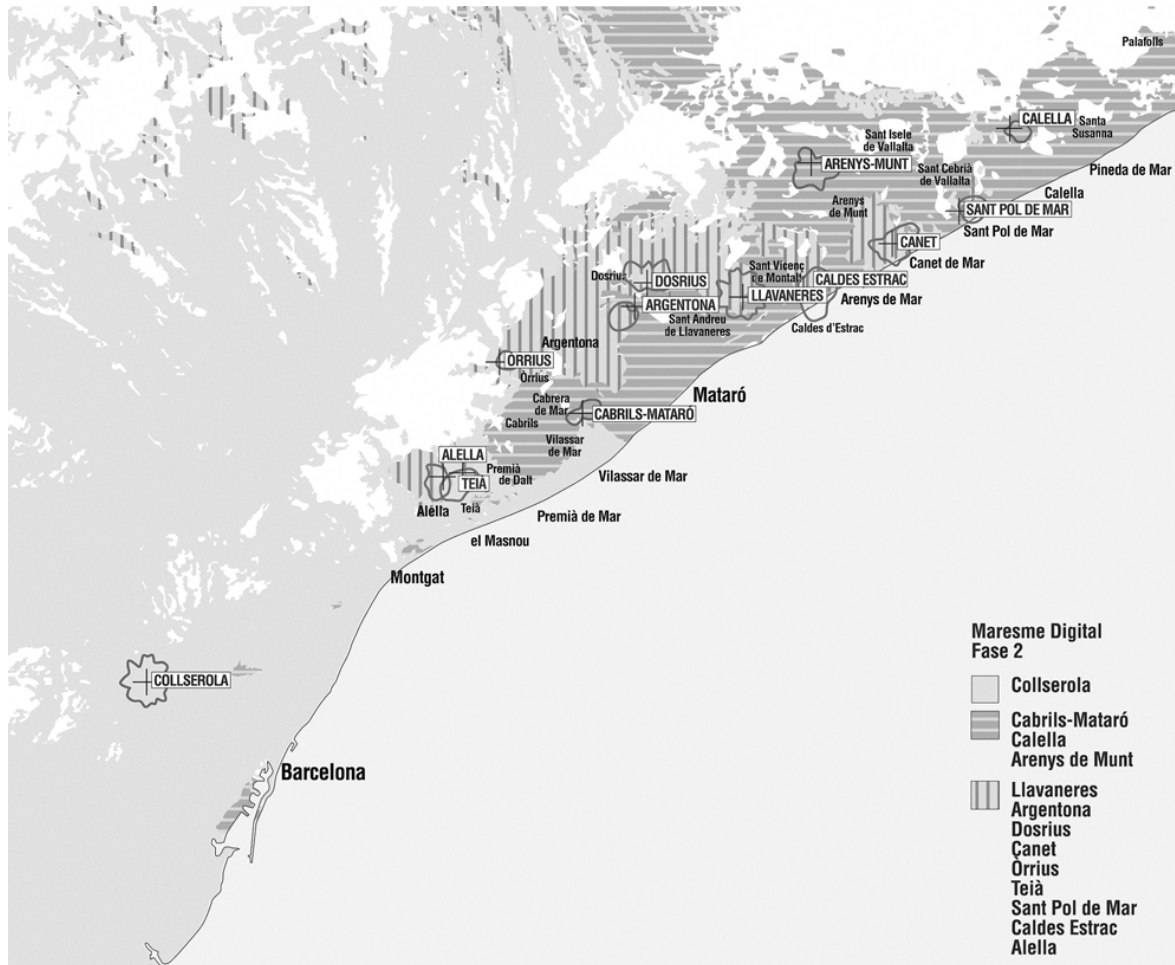 Palafolls
CALELLA
Santa
Susanna
Sant Isele
de Vallalta
ARENYS-MUNT
Sant Cebrià
de Vallalta
Pineda de Mar
Calella
Arenys
de Munt
SANT POL DE MAR
Sant Pol de Mar
CANET
Canet de Mar
Sant Vicenç
de Montalt
Dosrius
DOSRIUS
CALDES ESTRAC
LLAVANERES
Arenys de Mar
ARGENTONA
Sant Andreu
de Llavaneres
Caldes d'Estrac
Argentona
ÒRRIUS
Òrrius
Mataró
Cabrera
de Mar
CABRILS-MATARÓ
Cabrils
Vilassar
de Mar
ALELLA
Premià
de Dalt
TEIÀ
Vilassar de Mar
Alella
Teià
Premià de Mar
el Masnou
Montgat
COLLSEROLA
Barcelona
Maresme Digital
Fase 2
Collserola
Cabrils-Mataró
Calella
Arenys de Munt
Llavaneres
Argentona
Dosrius
Canet
Òrrius
Teià
Sant Pol de Mar
Caldes Estrac
Alella